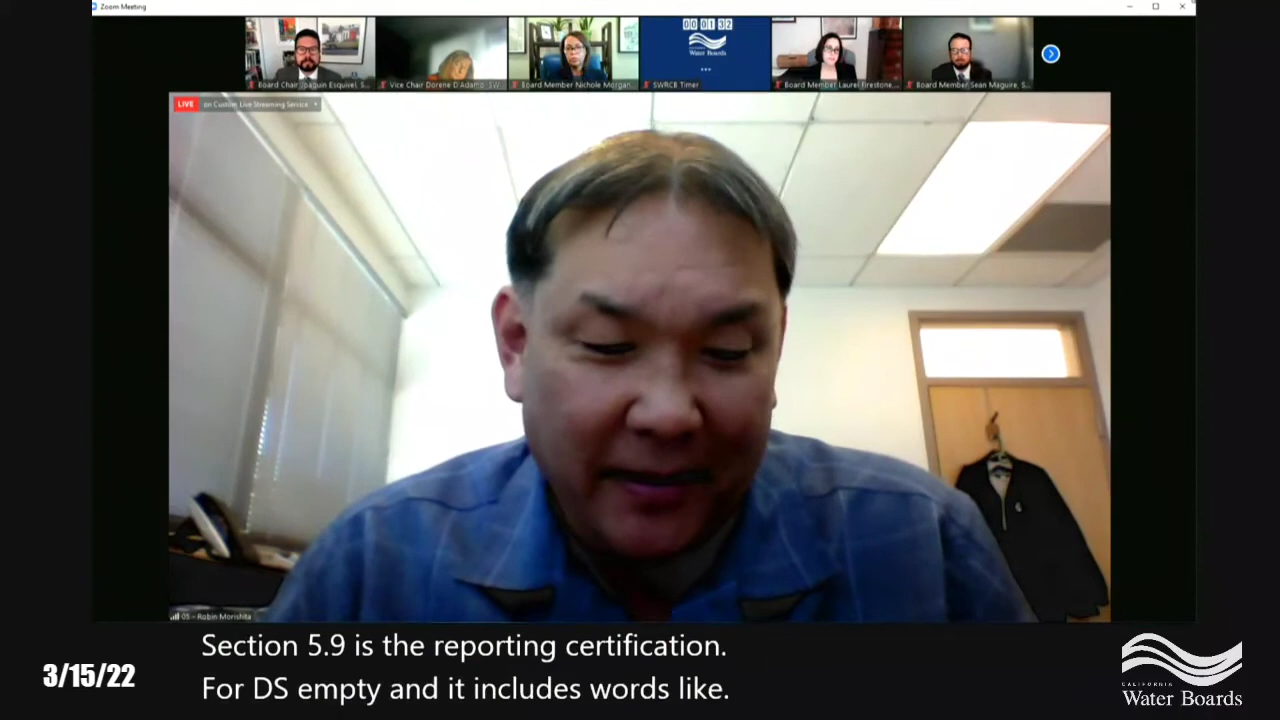 Zoom Meeting
00 01 32
Water Boards
Board Chair Joaquin Esquivel, S...
Vice Chair Dorene D'Adamo, SW
Board Member Nichole Morgan...
SWRCB Timer
Board Member Laurel Firestone,...
Board Member Sean Maguire, S...
LIVE on Custom Live Streaming Service
05 - Robin Morishita
Section 5.9 is the reporting certification.
For DS empty and it includes words like.
3/15/22
CALIFORNIA
Water Boards